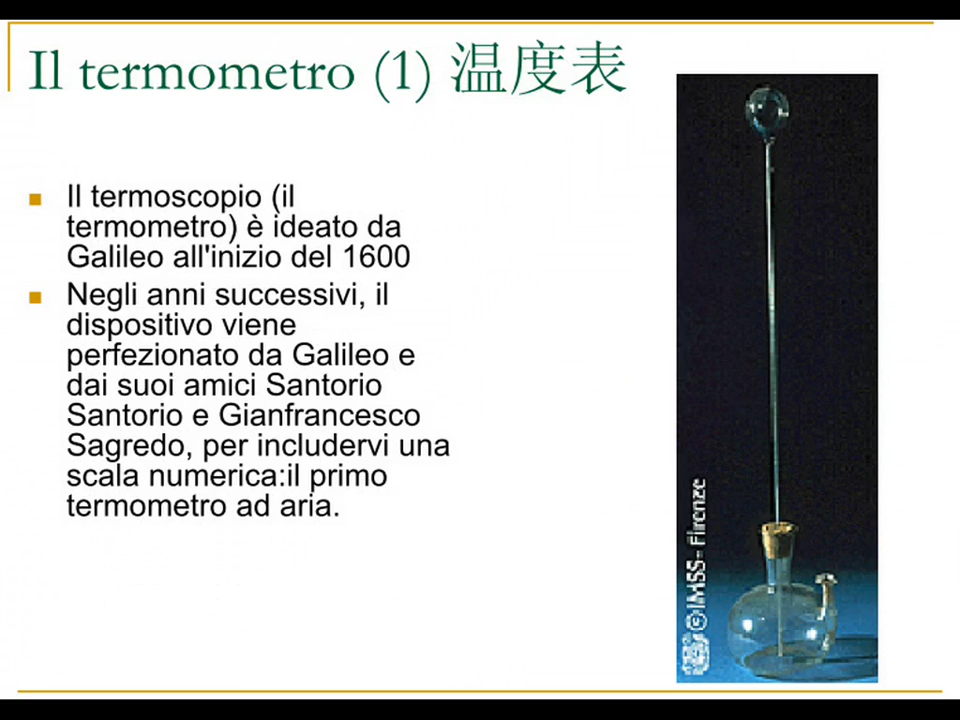 Il termometro (1) 温度表
Il termoscopio (il
termometro) è ideato da
Galileo all'inizio del 1600
Negli anni successivi, il
dispositivo viene
perfezionato da Galileo e
dai suoi amici Santorio
Santorio e Gianfrancesco
Sagredo, per includervi una
scala numerica:il primo
termometro ad aria.
© IMSS - Firenze